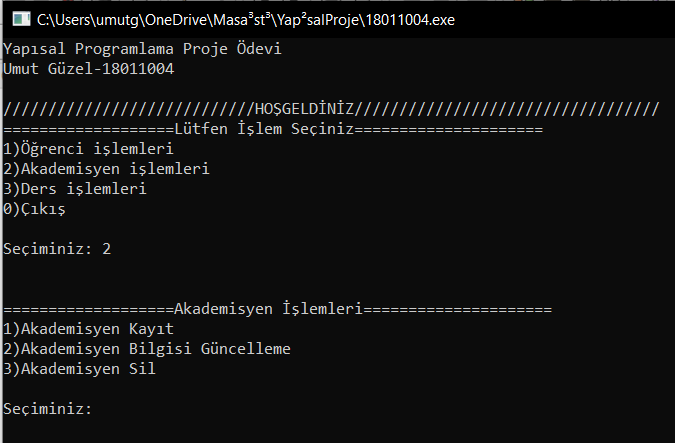 C:\Users\umutg\OneDrive\Masa³st³\Yap²salProje\18011004.exe
Yapısal Programlama Proje Ödevi
Umut Güzel-18011004
////////////////////////////HOŞGELDİNİZ//////////////////////////////////
===================Lütfen İşlem Seçiniz=====================
1)Öğrenci işlemleri
2)Akademisyen işlemleri
3)Ders işlemleri
0)Çıkış
Seçiminiz: 2
===================Akademisyen İşlemleri=====================
1)Akademisyen Kayıt
2)Akademisyen Bilgisi Güncelleme
3)Akademisyen Sil
Seçiminiz: